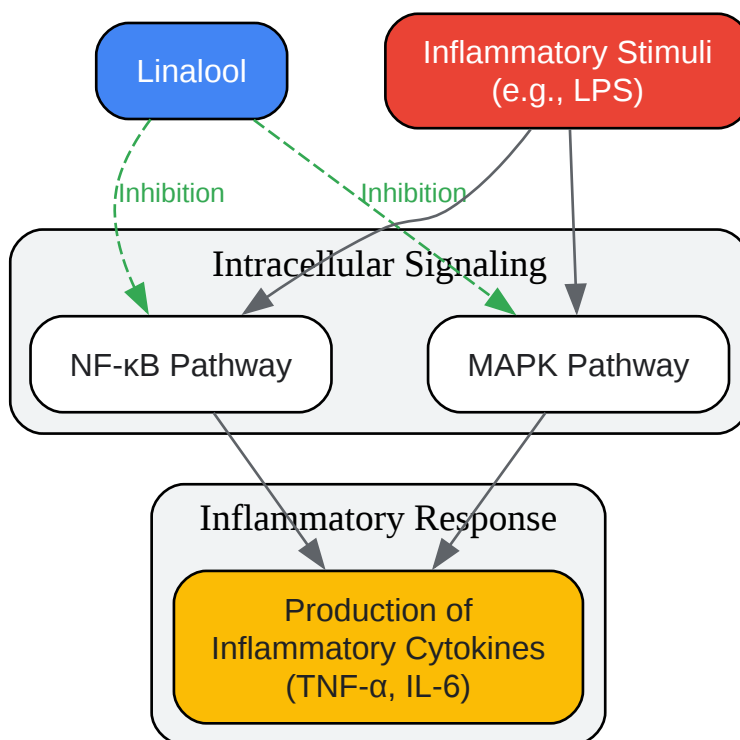 Linalool
Inflammatory Stimuli
(e.g., LPS)
Inhibition
Inhibition
Intracellular Signaling
NF-κB Pathway
MAPK Pathway
Inflammatory Response
Production of
Inflammatory Cytokines
(TNF-α, IL-6)